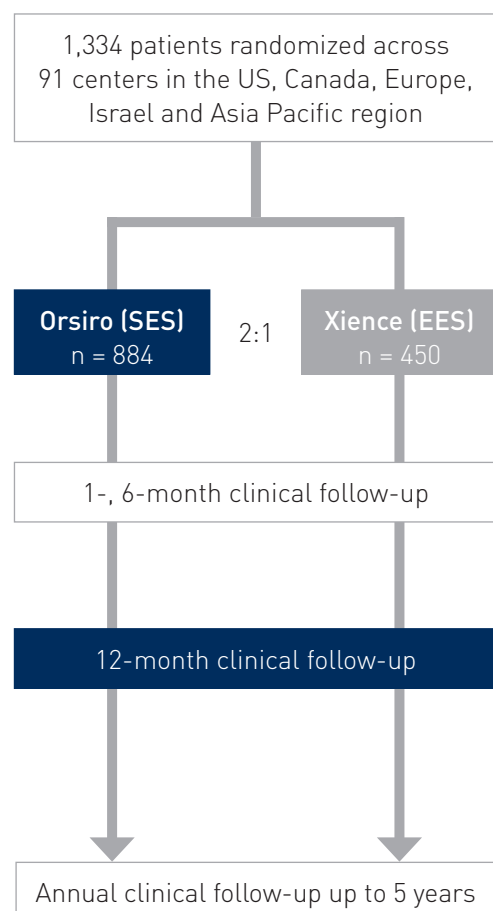 1,334 patients randomized across
91 centers in the US, Canada, Europe,
Israel and Asia Pacific region
Orsiro (SES)
n = 884
2:1
Xience (EES)
n = 450
1-, 6-month clinical follow-up
12-month clinical follow-up
Annual clinical follow-up up to 5 years